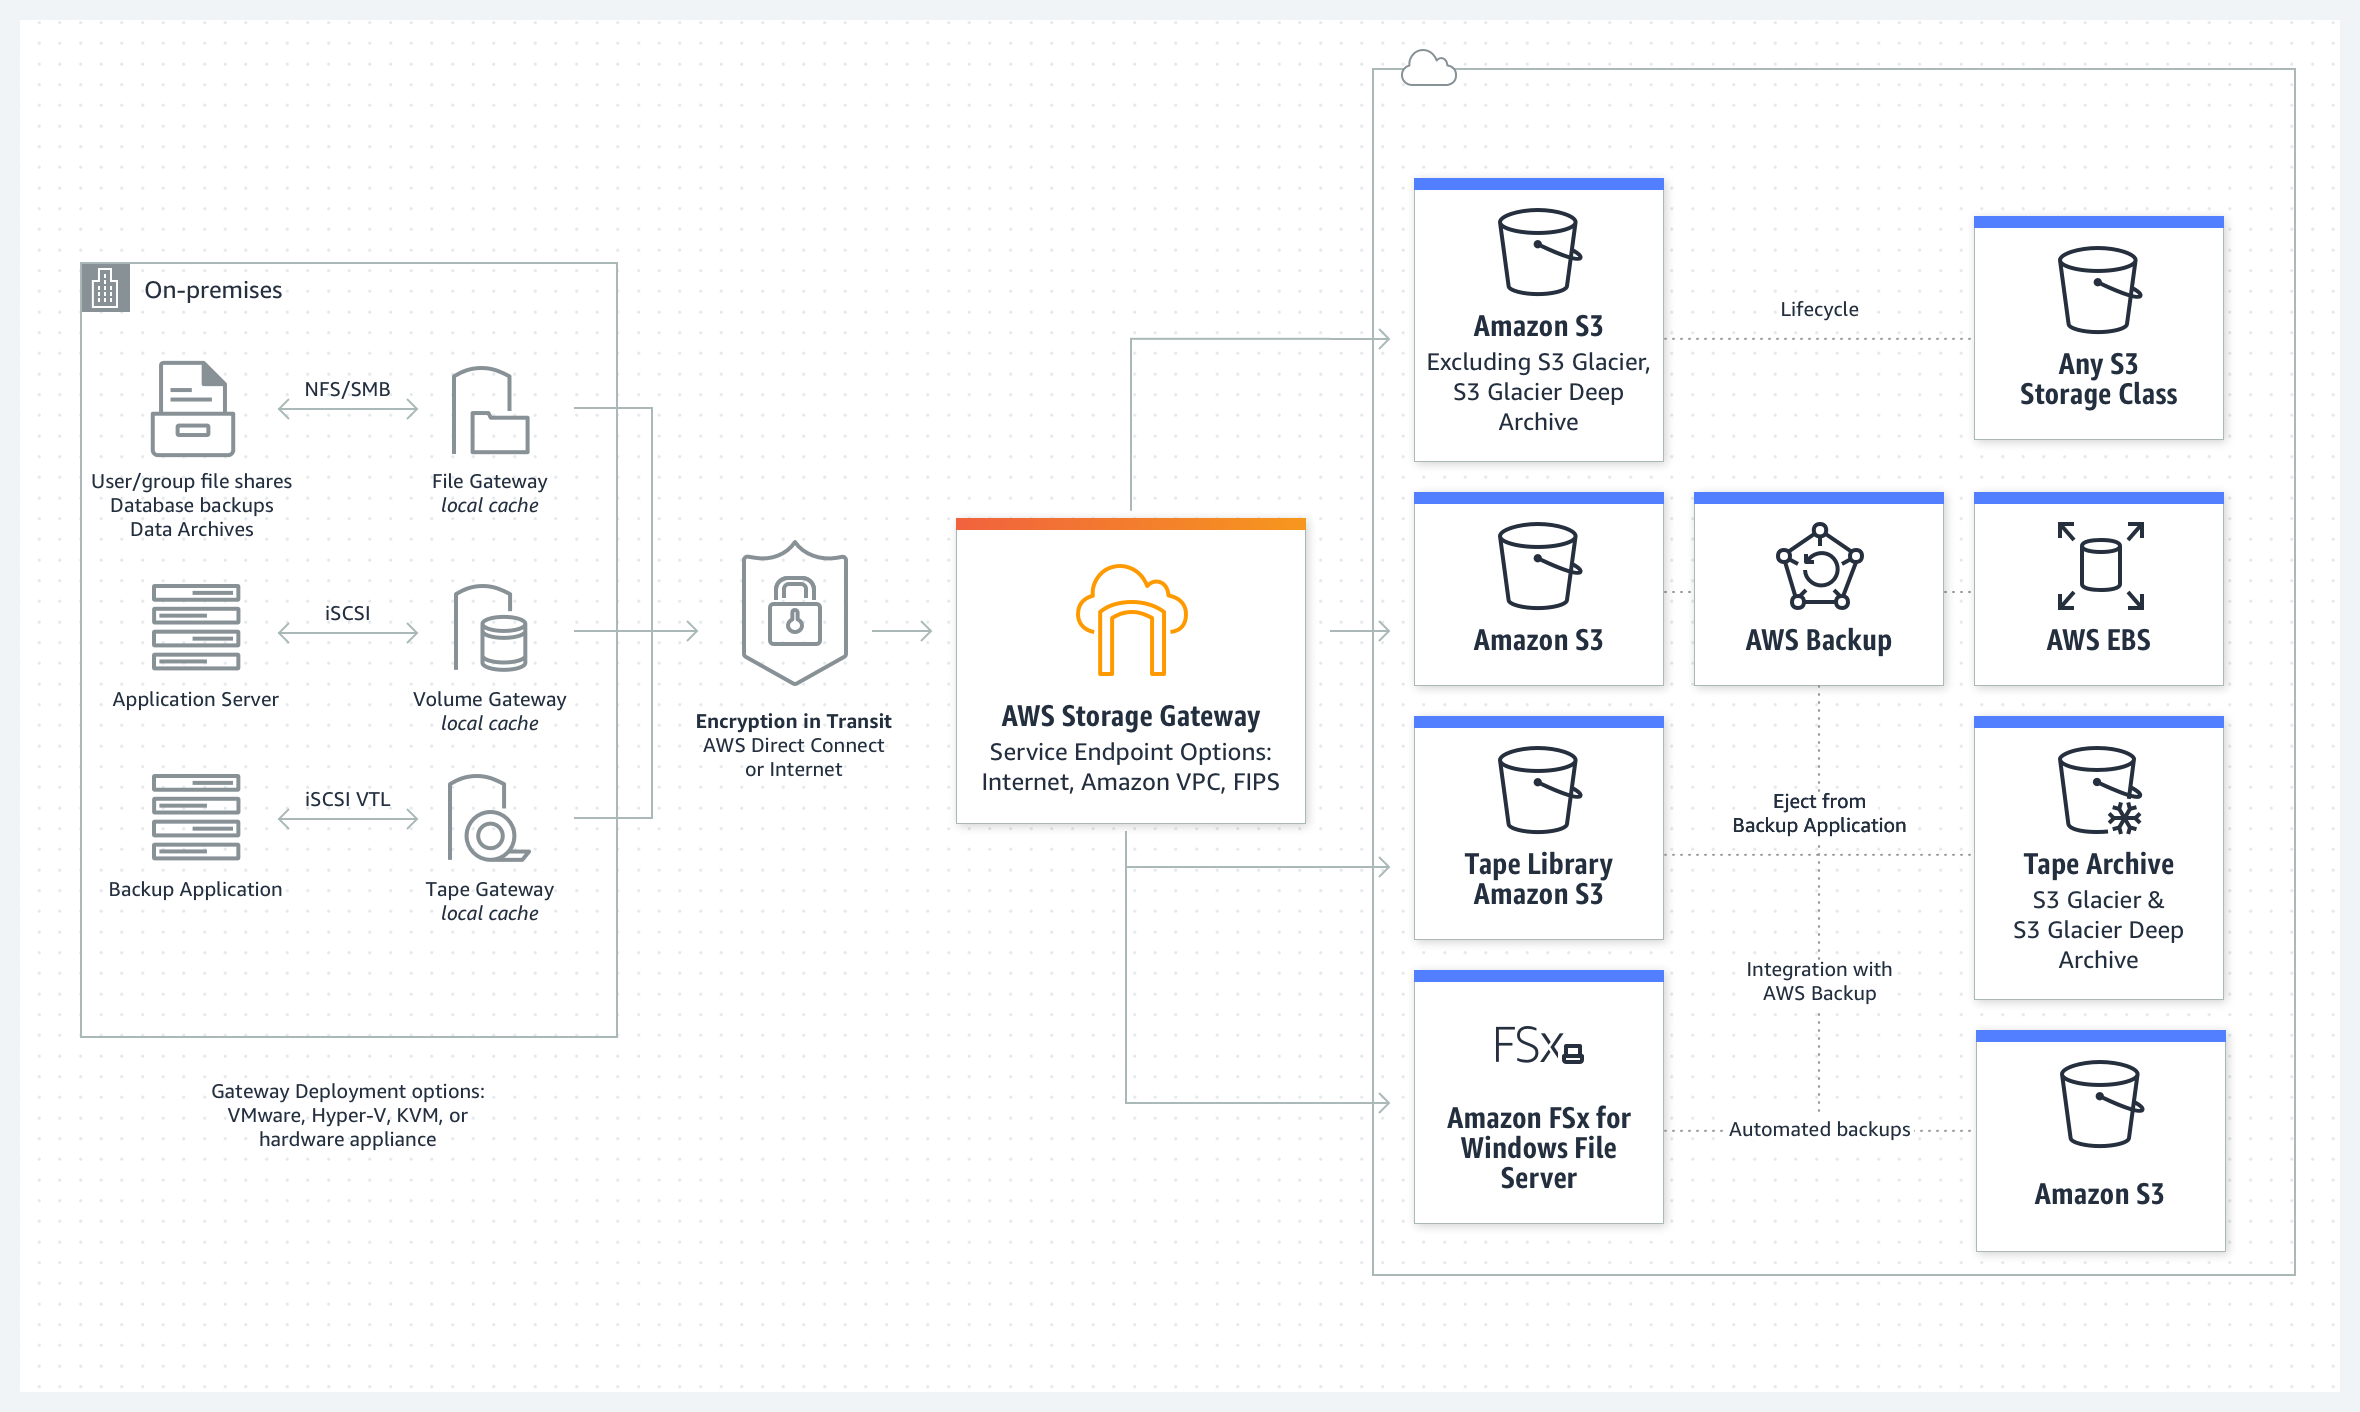 On-premises
NFS/SMB
User/group file shares
Database backups
Data Archives
File Gateway
local cache
iSCSI
Application Server
Volume Gateway
local cache
iSCSI VTL
Backup Application
Tape Gateway
local cache
Gateway Deployment options:
VMware, Hyper-V, KVM, or
hardware appliance
Encryption in Transit
AWS Direct Connect
or Internet
AWS Storage Gateway
Service Endpoint Options:
Internet, Amazon VPC, FIPS
Amazon S3
Excluding S3 Glacier,
S3 Glacier Deep
Archive
Lifecycle
Any S3
Storage Class
Amazon S3
AWS Backup
AWS EBS
Tape Library
Amazon S3
Eject from
Backup Application
Tape Archive
S3 Glacier &
S3 Glacier Deep
Archive
Integration with
AWS Backup
FSx
Amazon FSx for
Windows File
Server
Automated backups
Amazon S3